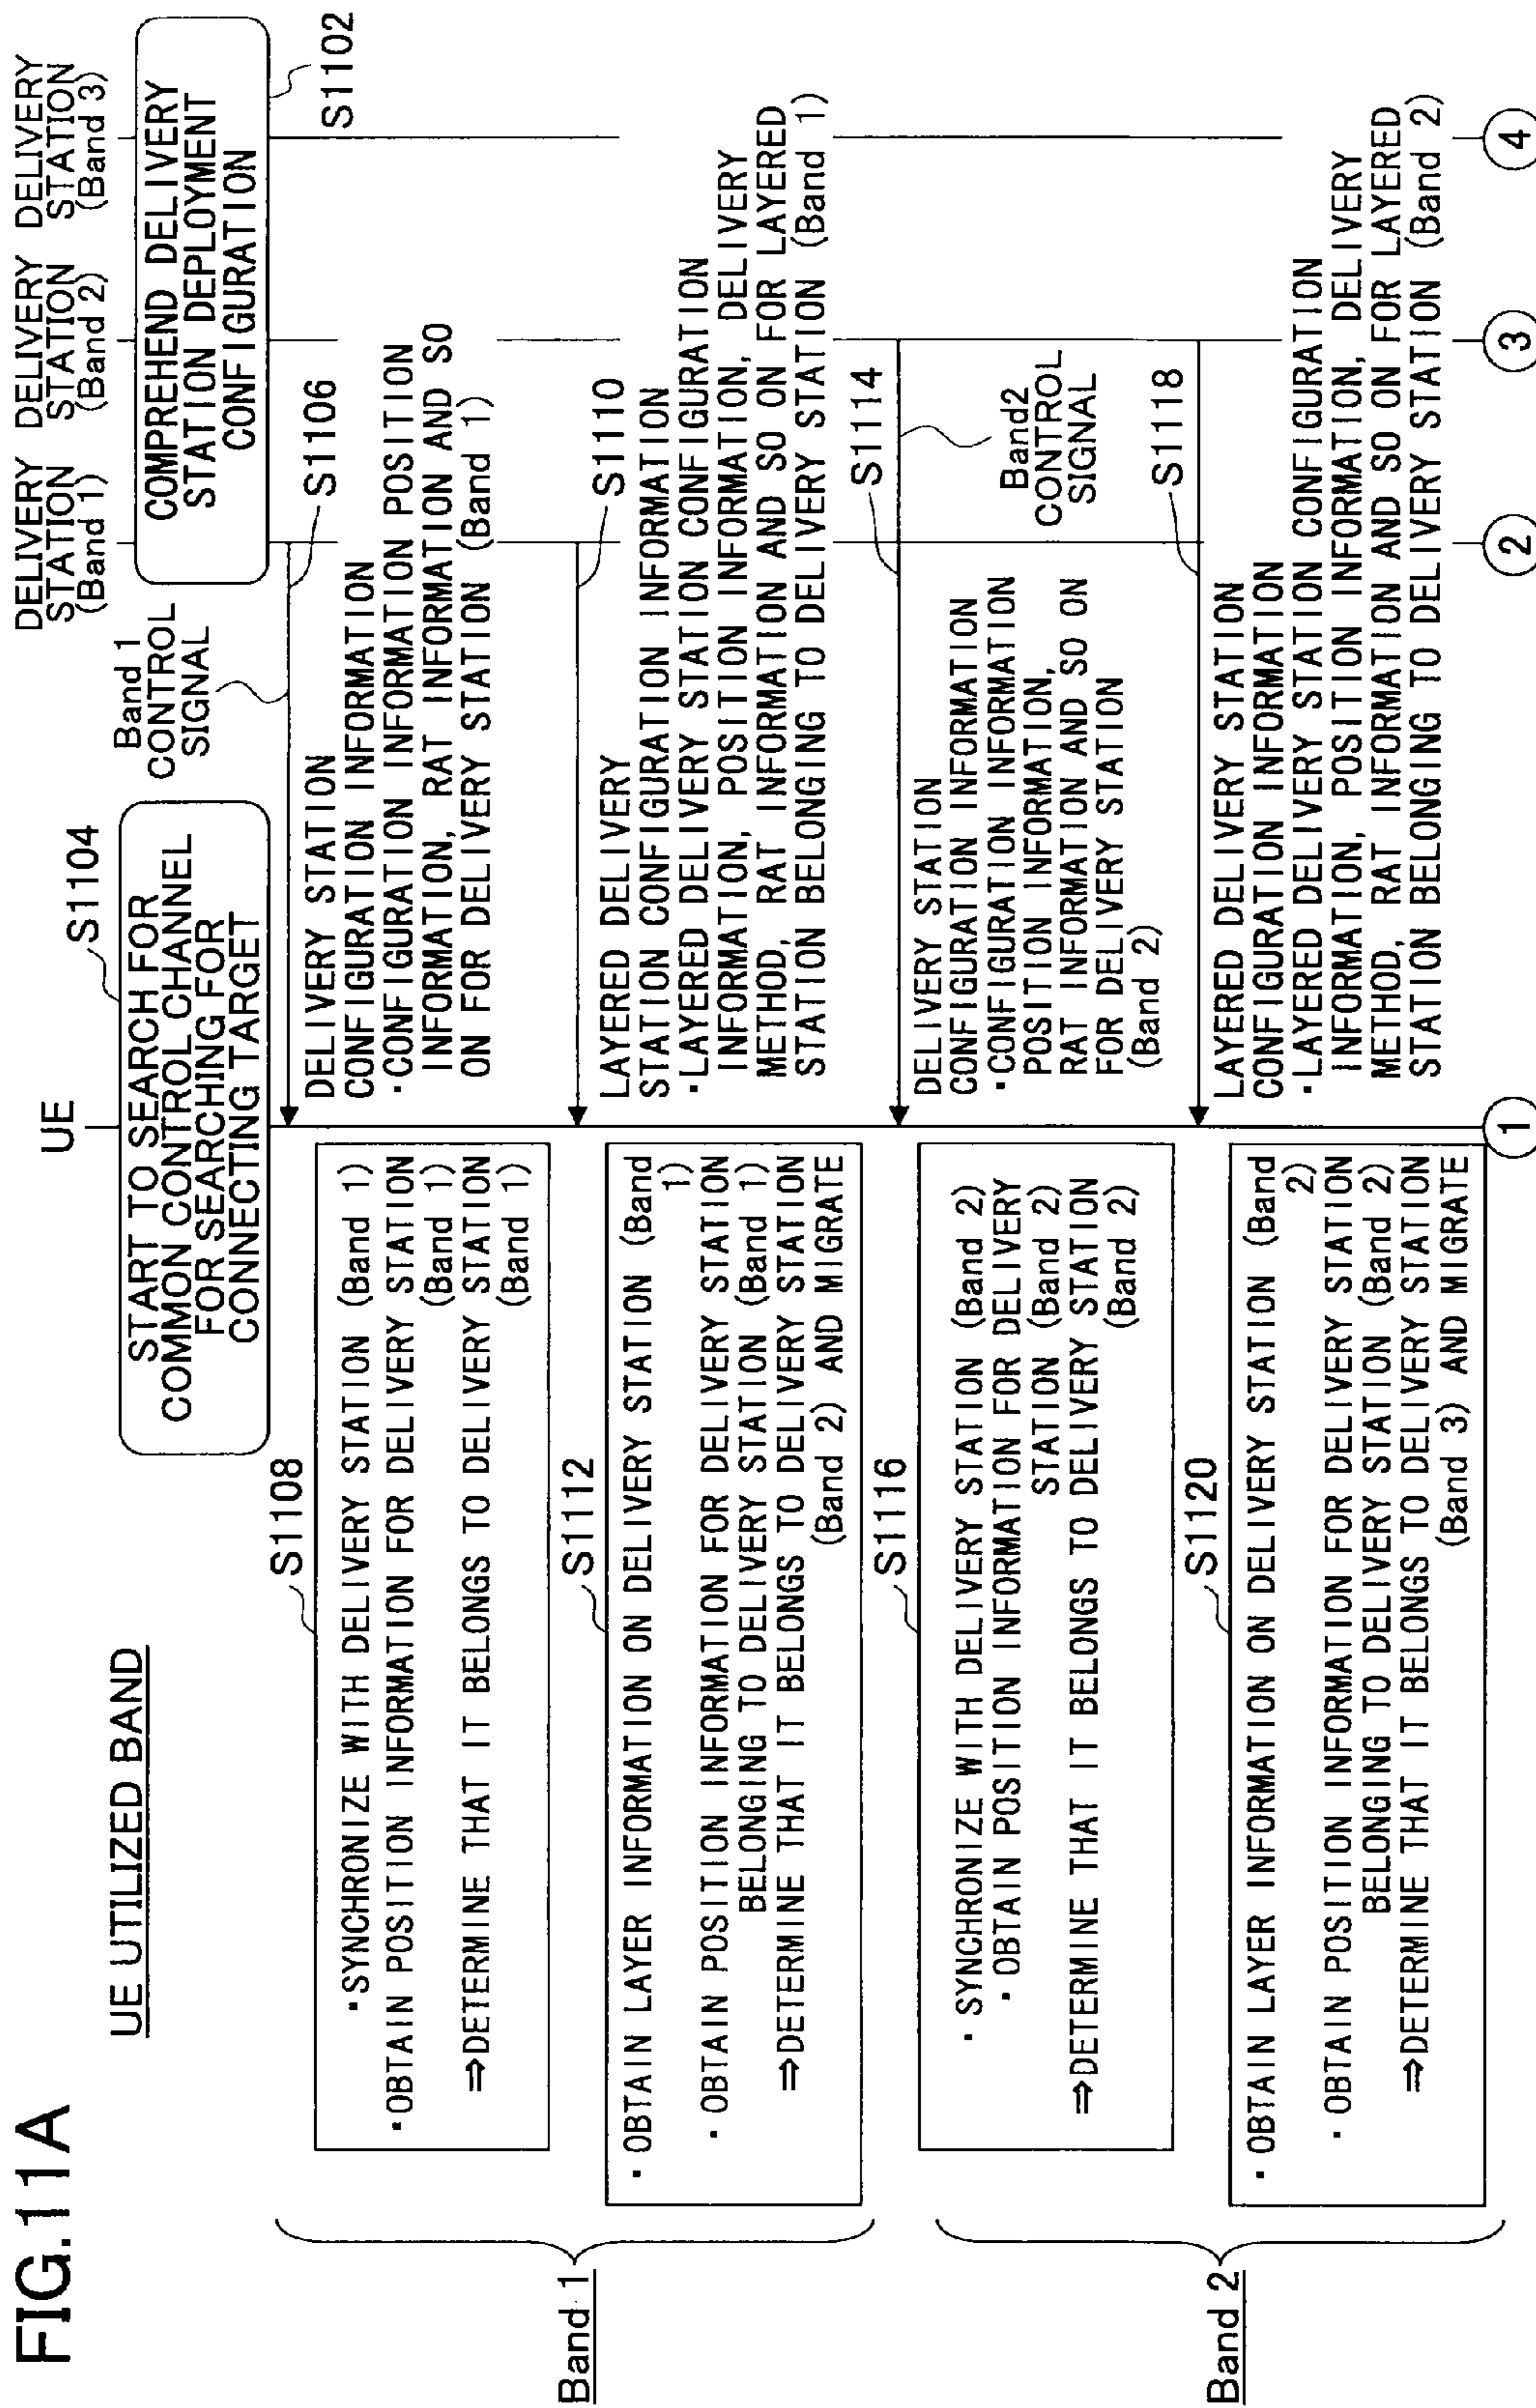 FIG.11A
UE UTILIZED BAND
UE
DELIVERY STATION (Band 1)
DELIVERY STATION (Band 2)
DELIVERY STATION (Band 3)
COMPREHEND DELIVERY
STATION DEPLOYMENT
CONFIGURATION
S1102
START TO SEARCH FOR
COMMON CONTROL CHANNEL
FOR SEARCHING FOR
CONNECTING TARGET
S1104
Band 1
CONTROL
SIGNAL
S1106
DELIVERY STATION
CONFIGURATION INFORMATION
・CONFIGURATION INFORMATION POSITION
INFORMATION, RAT INFORMATION AND SO
ON FOR DELIVERY STATION (Band 1)
Band 1
S1108
・SYNCHRONIZE WITH DELIVERY STATION (Band 1)
・OBTAIN POSITION INFORMATION FOR DELIVERY STATION
(Band 1)
⇒DETERMINE THAT IT BELONGS TO DELIVERY STATION
(Band 1)
S1110
LAYERED DELIVERY
STATION CONFIGURATION INFORMATION
・LAYERED DELIVERY STATION CONFIGURATION
INFORMATION, POSITION INFORMATION, DELIVERY
METHOD, RAT INFORMATION AND SO ON FOR LAYERED
STATION BELONGING TO DELIVERY STATION (Band 1)
S1112
・OBTAIN LAYER INFORMATION ON DELIVERY STATION (Band
1)
・OBTAIN POSITION INFORMATION FOR DELIVERY STATION
BELONGING TO DELIVERY STATION (Band 1)
⇒DETERMINE THAT IT BELONGS TO DELIVERY STATION
(Band 2) AND MIGRATE
S1114
Band2
CONTROL
SIGNAL
DELIVERY STATION
CONFIGURATION INFORMATION
・CONFIGURATION INFORMATION
POSITION INFORMATION,
RAT INFORMATION AND SO ON
FOR DELIVERY STATION
(Band 2)
Band 2
S1116
・SYNCHRONIZE WITH DELIVERY STATION (Band 2)
・OBTAIN POSITION INFORMATION FOR DELIVERY
STATION (Band 2)
⇒DETERMINE THAT IT BELONGS TO DELIVERY STATION
(Band 2)
S1118
LAYERED DELIVERY STATION
CONFIGURATION INFORMATION
・LAYERED DELIVERY STATION CONFIGURATION
INFORMATION, POSITION INFORMATION, DELIVERY
METHOD, RAT INFORMATION AND SO ON FOR LAYERED
STATION BELONGING TO DELIVERY STATION (Band 2)
S1120
・OBTAIN LAYER INFORMATION ON DELIVERY STATION (Band
2)
・OBTAIN POSITION INFORMATION FOR DELIVERY STATION
BELONGING TO DELIVERY STATION (Band 2)
⇒DETERMINE THAT IT BELONGS TO DELIVERY STATION
(Band 3) AND MIGRATE
1
2
3
4